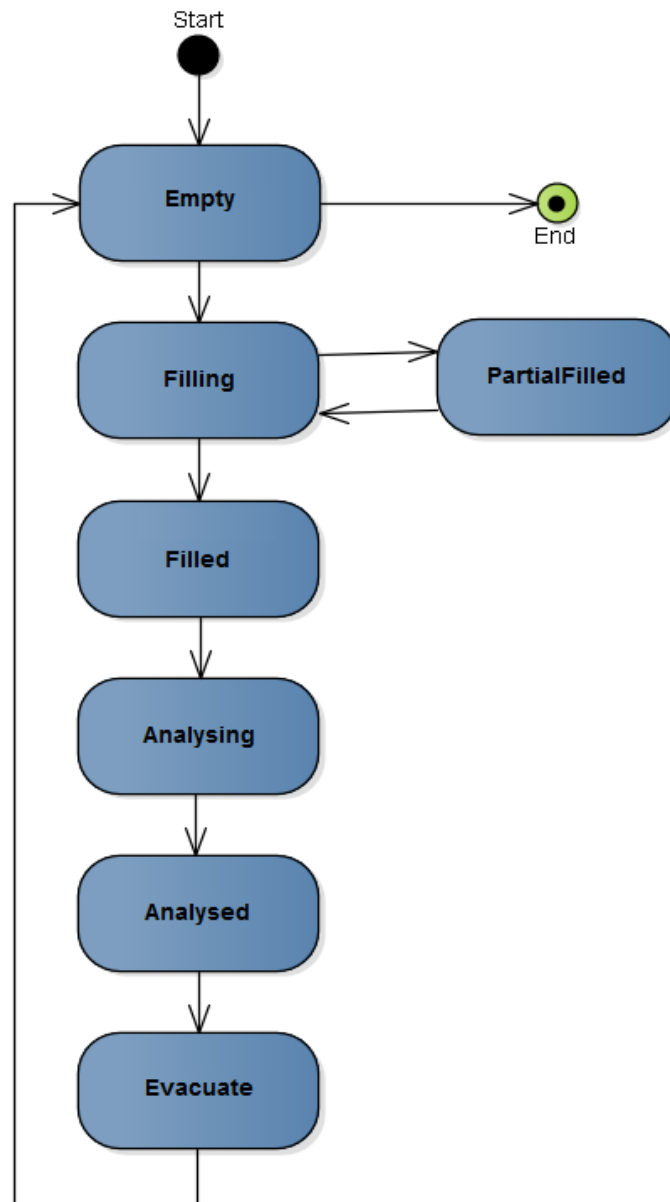 Start
Empty
End
Filling
PartialFilled
Filled
Analysing
Analysed
Evacuate